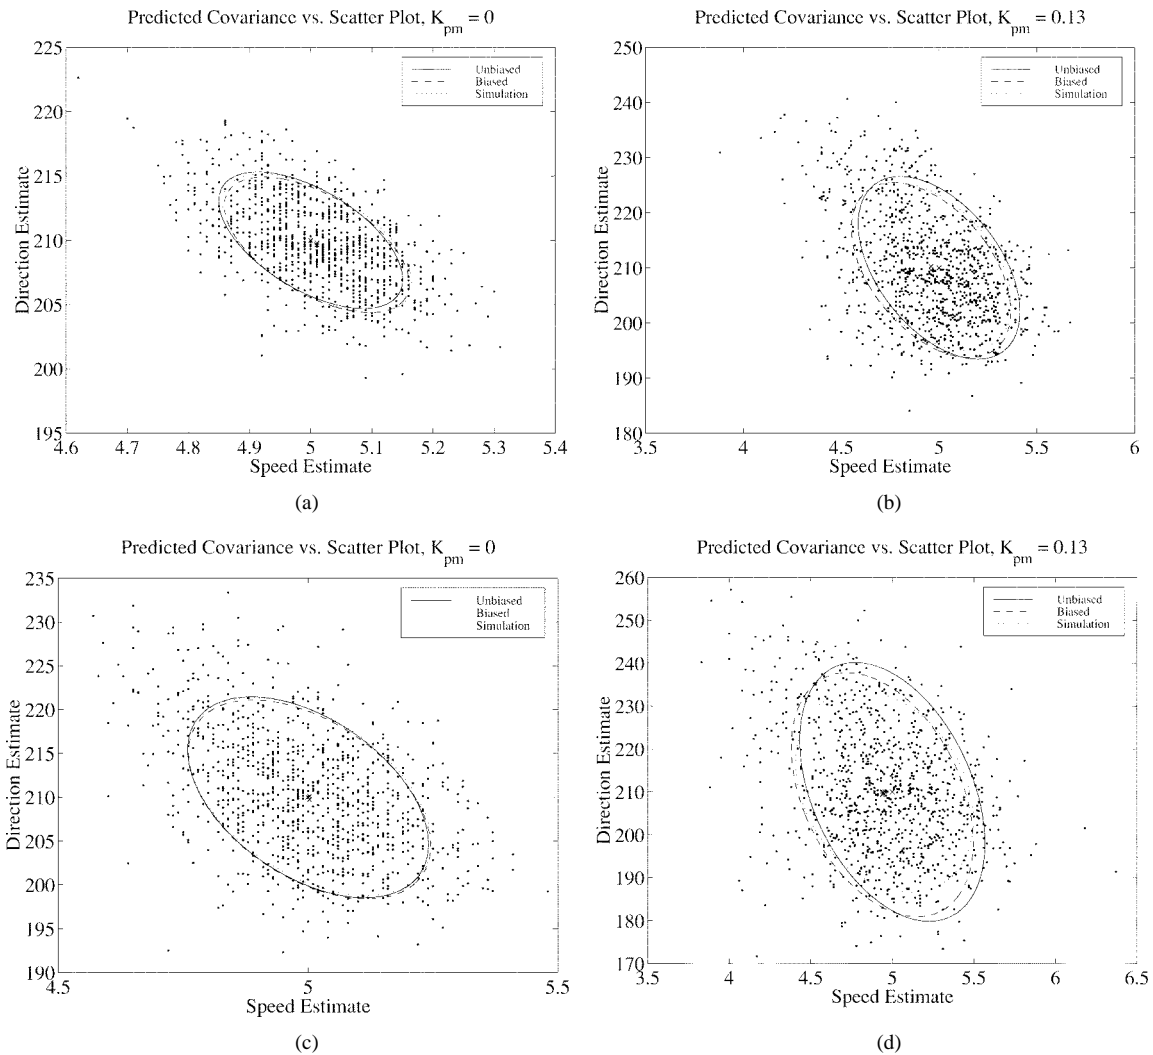 Predicted Covariance vs. Scatter Plot, K_pm = 0
225
220
215
210
205
200
195
4.6 4.7 4.8 4.9 5 5.1 5.2 5.3 5.4
Direction Estimate
Speed Estimate
Unbiased
Biased
Simulation
(a)
Predicted Covariance vs. Scatter Plot, K_pm = 0.13
250
240
230
220
210
200
190
180
3.5 4 4.5 5 5.5 6
Direction Estimate
Speed Estimate
Unbiased
Biased
Simulation
(b)
Predicted Covariance vs. Scatter Plot, K_pm = 0
235
230
225
220
215
210
205
200
195
190
4.5 5 5.5
Direction Estimate
Speed Estimate
Unbiased
Biased
Simulation
(c)
Predicted Covariance vs. Scatter Plot, K_pm = 0.13
260
250
240
230
220
210
200
190
180
170
3.5 4 4.5 5 5.5 6 6.5
Direction Estimate
Speed Estimate
Unbiased
Biased
Simulation
(d)